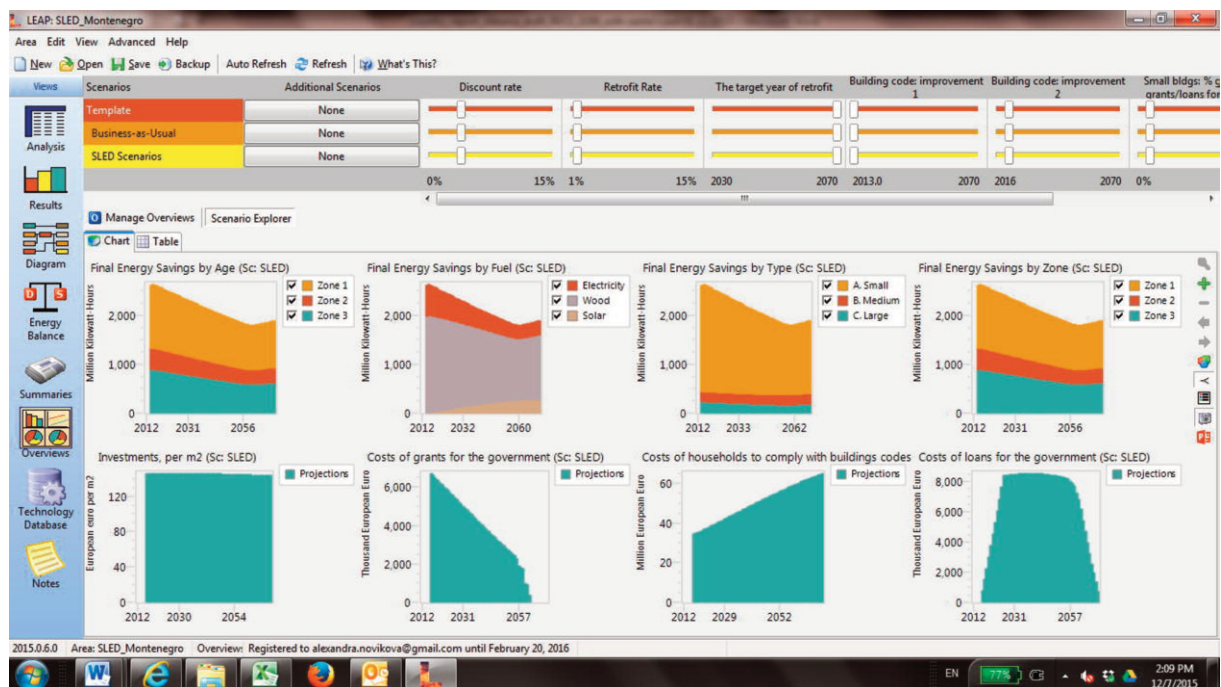 LEAP: SLED_Montenegro
Area Edit View Advanced Help
New Open Save Backup Auto Refresh Refresh What's This?
Views
Scenarios Additional Scenarios Discount rate Retrofit Rate The target year of retrofit Building code: improvement 1 Building code: improvement 2 Small bldgs: % g grants/loans for
Template None
Business-as-Usual None
SLED Scenarios None
0% 15% 1% 15% 2030 2070 2013.0 2070 2016 2070 0%
Analysis
Results
Diagram
Energy Balance
Summaries
Overviews
Technology Database
Notes
Manage Overviews Scenario Explorer
Chart Table
Final Energy Savings by Age (Sc: SLED)
Million Kilowatt-Hours
2,000
1,000
0
2012 2031 2056
Zone 1
Zone 2
Zone 3
Final Energy Savings by Fuel (Sc: SLED)
Million Kilowatt-Hours
2,000
1,000
0
2012 2032 2060
Electricity
Wood
Solar
Final Energy Savings by Type (Sc: SLED)
Million Kilowatt-Hours
2,000
1,000
0
2012 2033 2062
A. Small
B. Medium
C. Large
Final Energy Savings by Zone (Sc: SLED)
Million Kilowatt-Hours
2,000
1,000
0
2012 2031 2056
Zone 1
Zone 2
Zone 3
Investments, per m2 (Sc: SLED)
European euro per m2
120
80
40
0
2012 2030 2054
Projections
Costs of grants for the government (Sc: SLED)
Thousand European Euro
6,000
4,000
2,000
0
2012 2031 2057
Projections
Costs of households to comply with buildings codes
Million European Euro
60
40
20
0
2012 2029 2052
Projections
Costs of loans for the government (Sc: SLED)
Thousand European Euro
8,000
6,000
4,000
2,000
0
2012 2031 2057
Projections
2015.0.6.0 Area: SLED_Montenegro Overview: Registered to alexandra.novikova@gmail.com until February 20, 2016
EN 77% 2:09 PM
12/7/2015